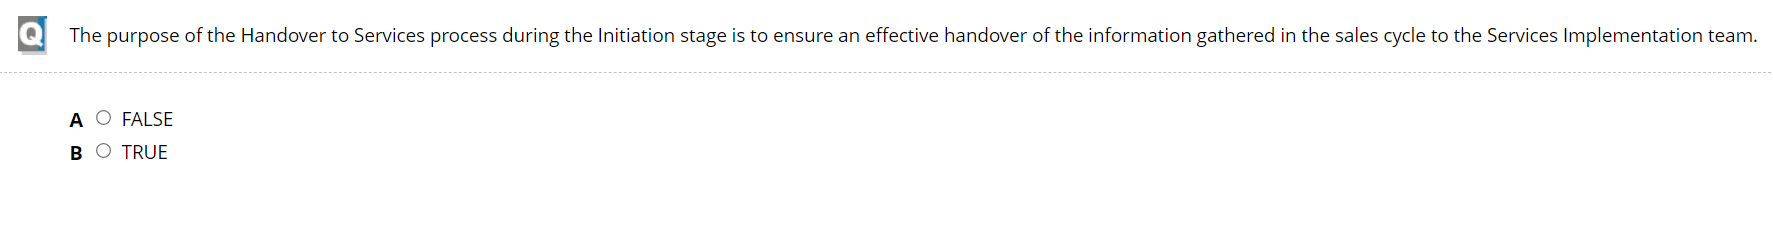 Q The purpose of the Handover to Services process during the Initiation stage is to ensure an effective handover of the information gathered in the sales cycle to the Services Implementation team.
A FALSE
B TRUE